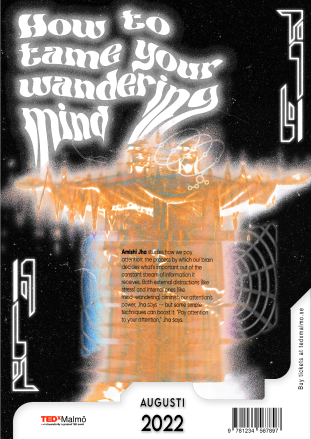 How to
tame your
wandering
mind
Amishi Jha studies how we pay
attention: the process by which our brain
decides what's important out of the
constant stream of information it
receives. Both external distractions (like
stress) and internal ones (like
mind-wandering) diminish our attention's
power, Jha says — but some simple
techniques can boost it. "Pay attention
to your attention," Jha says.
Buy tickets at tedxmalmo.se
TEDxMalmö
AUGUSTI
2022
9 781234 567897